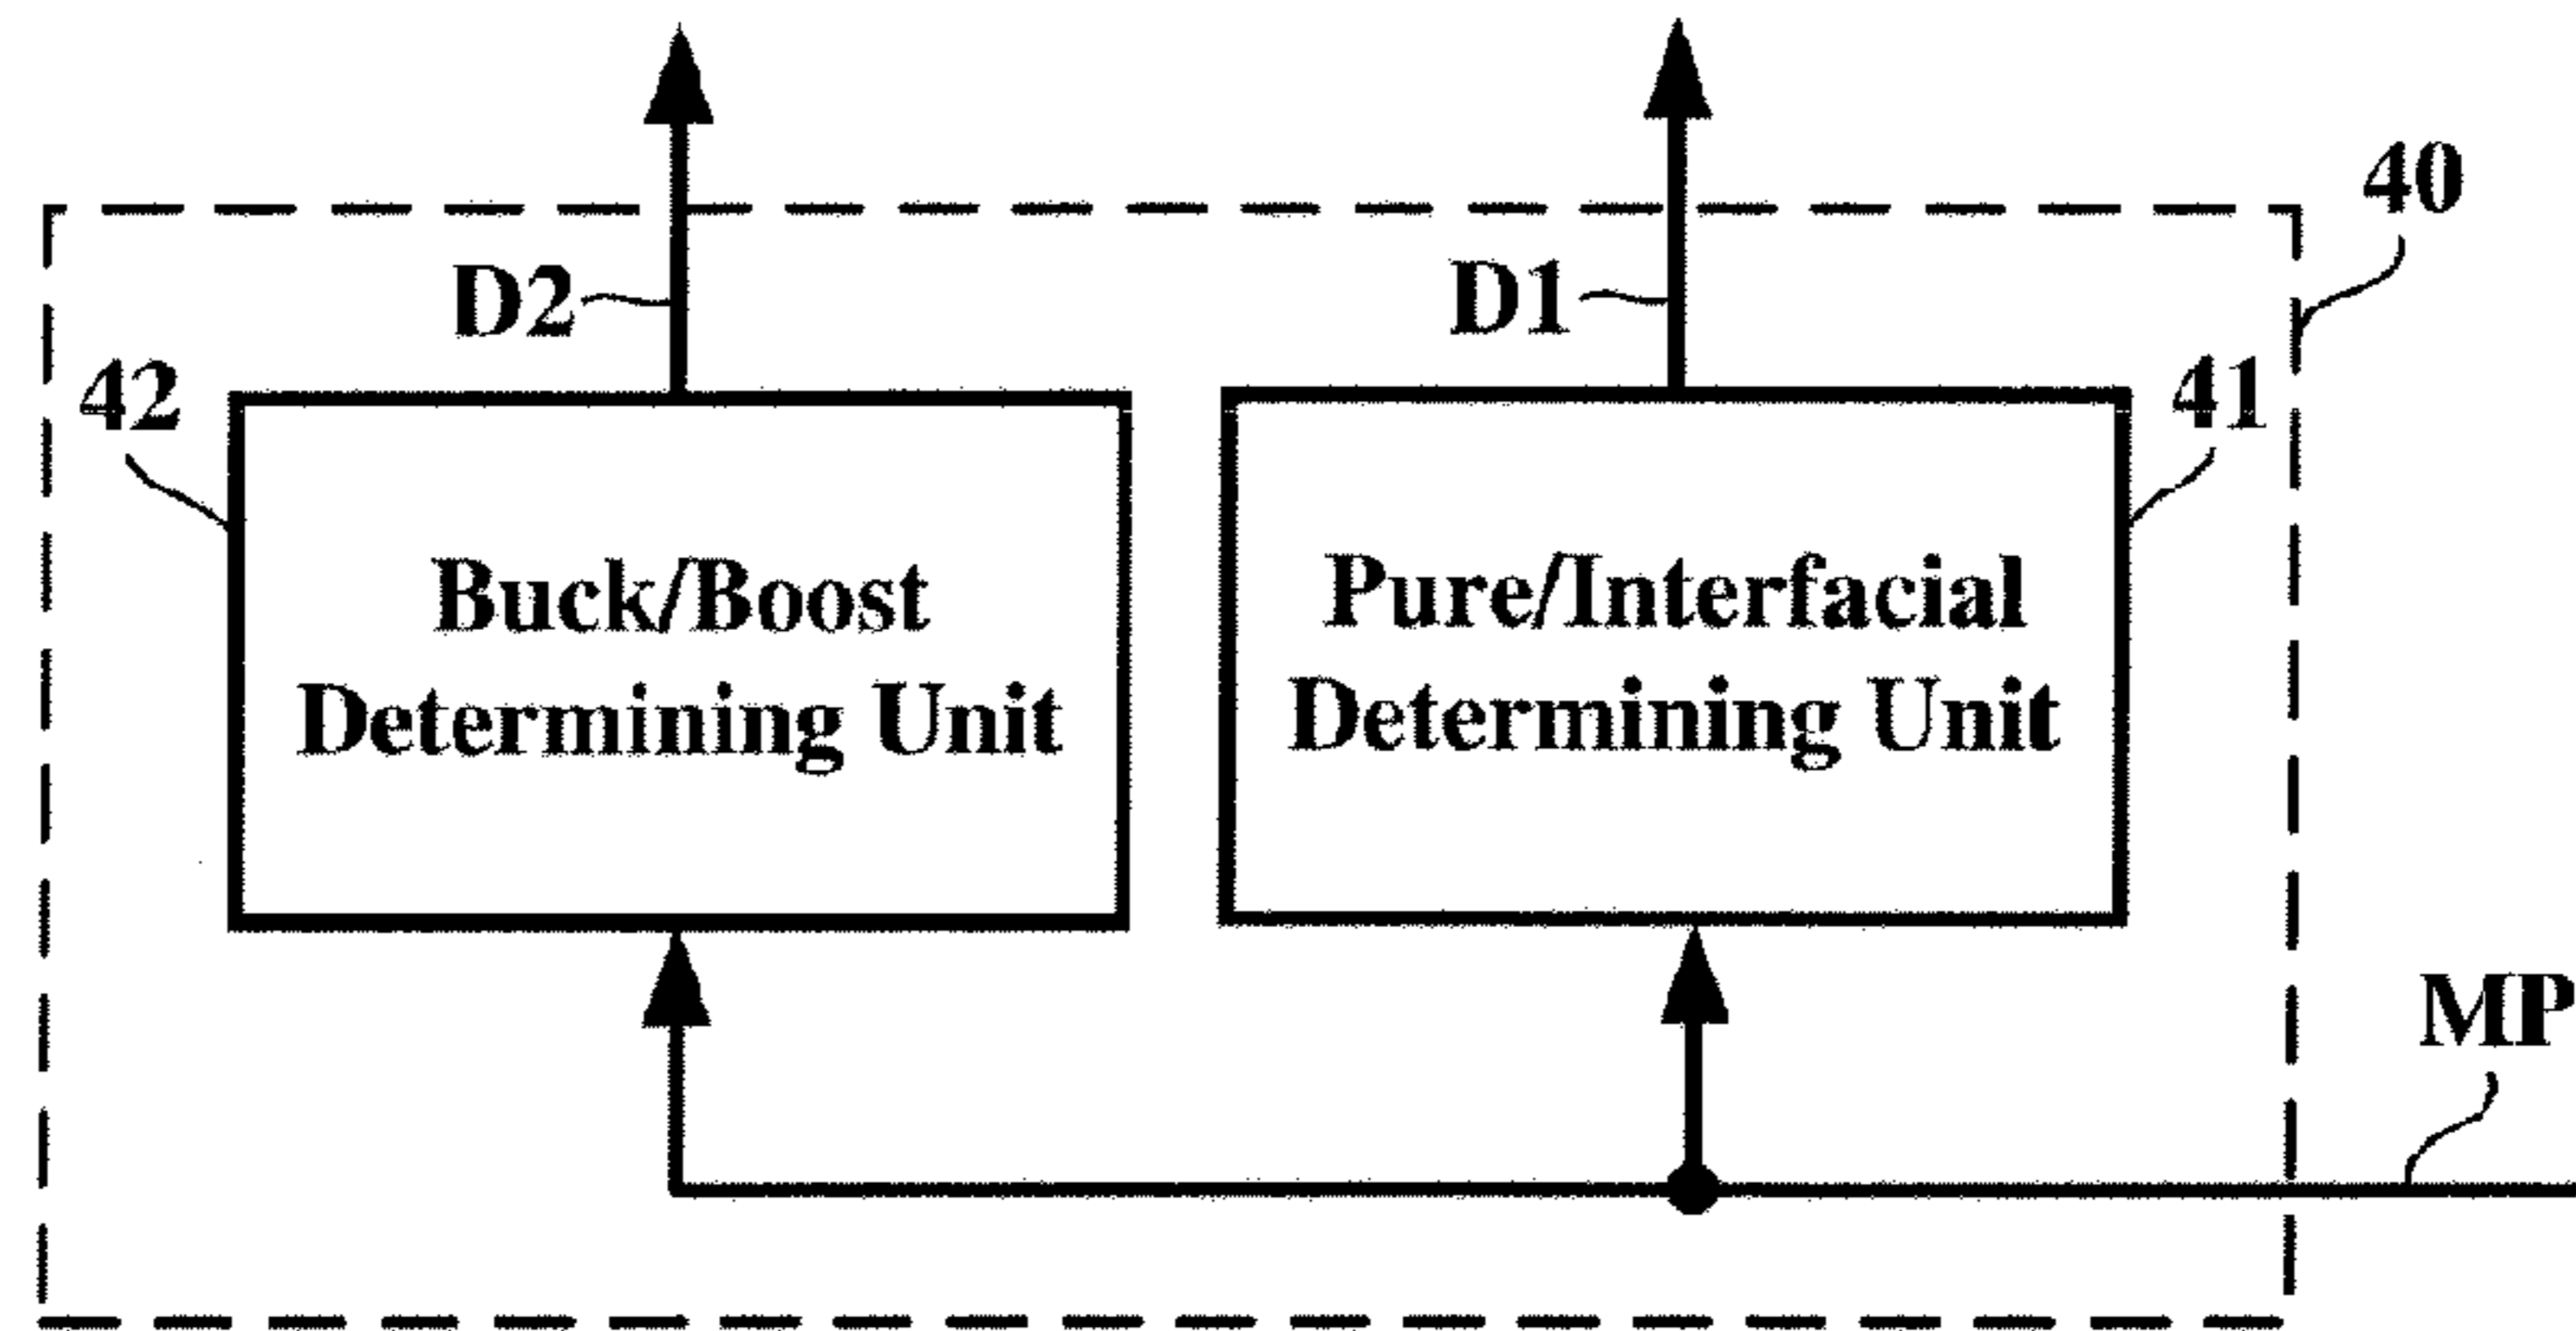 40
D2
D1
42
41
Buck/Boost
Determining Unit
Pure/Interfacial
Determining Unit
MP